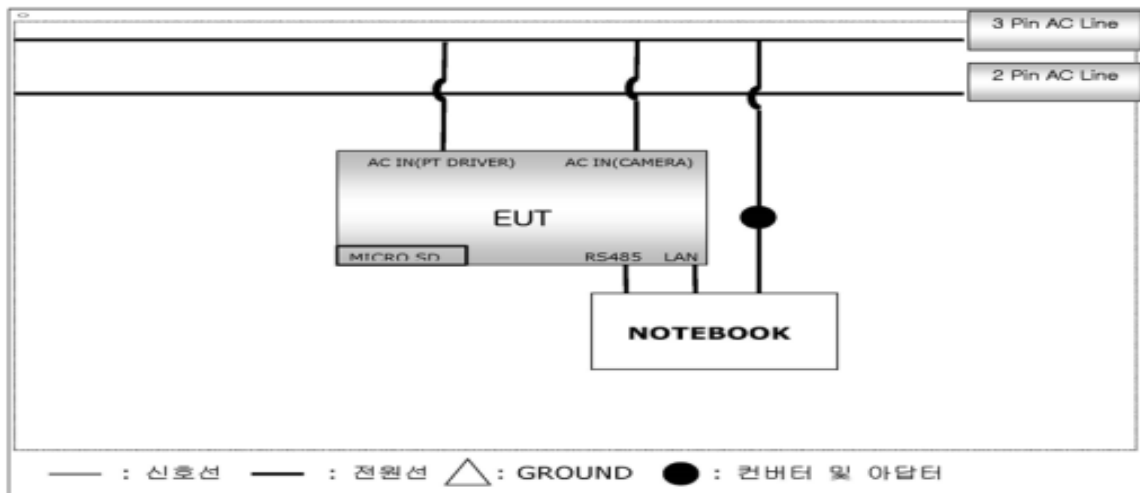 3 Pin AC Line
2 Pin AC Line
AC IN(PT DRIVER) AC IN(CAMERA)
EUT
MICRO SD RS485 LAN
NOTEBOOK
: 신호선 : 전원선 : GROUND : 컨버터 및 아답터